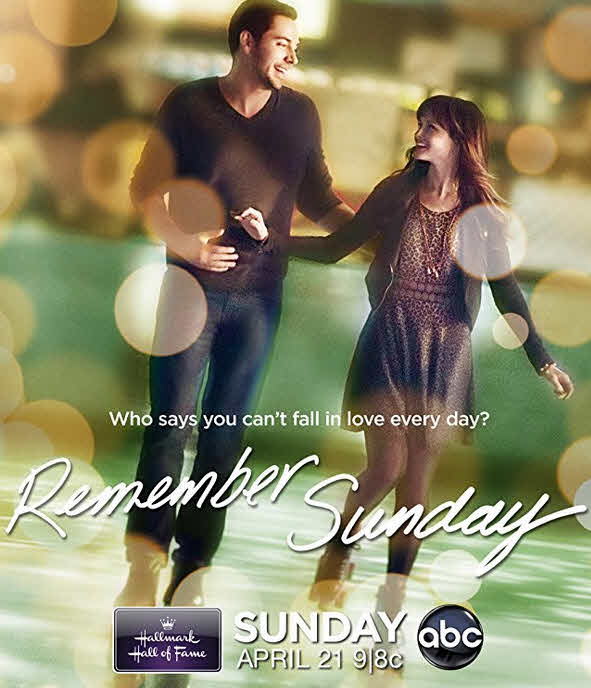 Who says you can't fall in love every day?
Remember Sunday
Hallmark
Hall of Fame
SUNDAY
APRIL 21 9|8c
abc